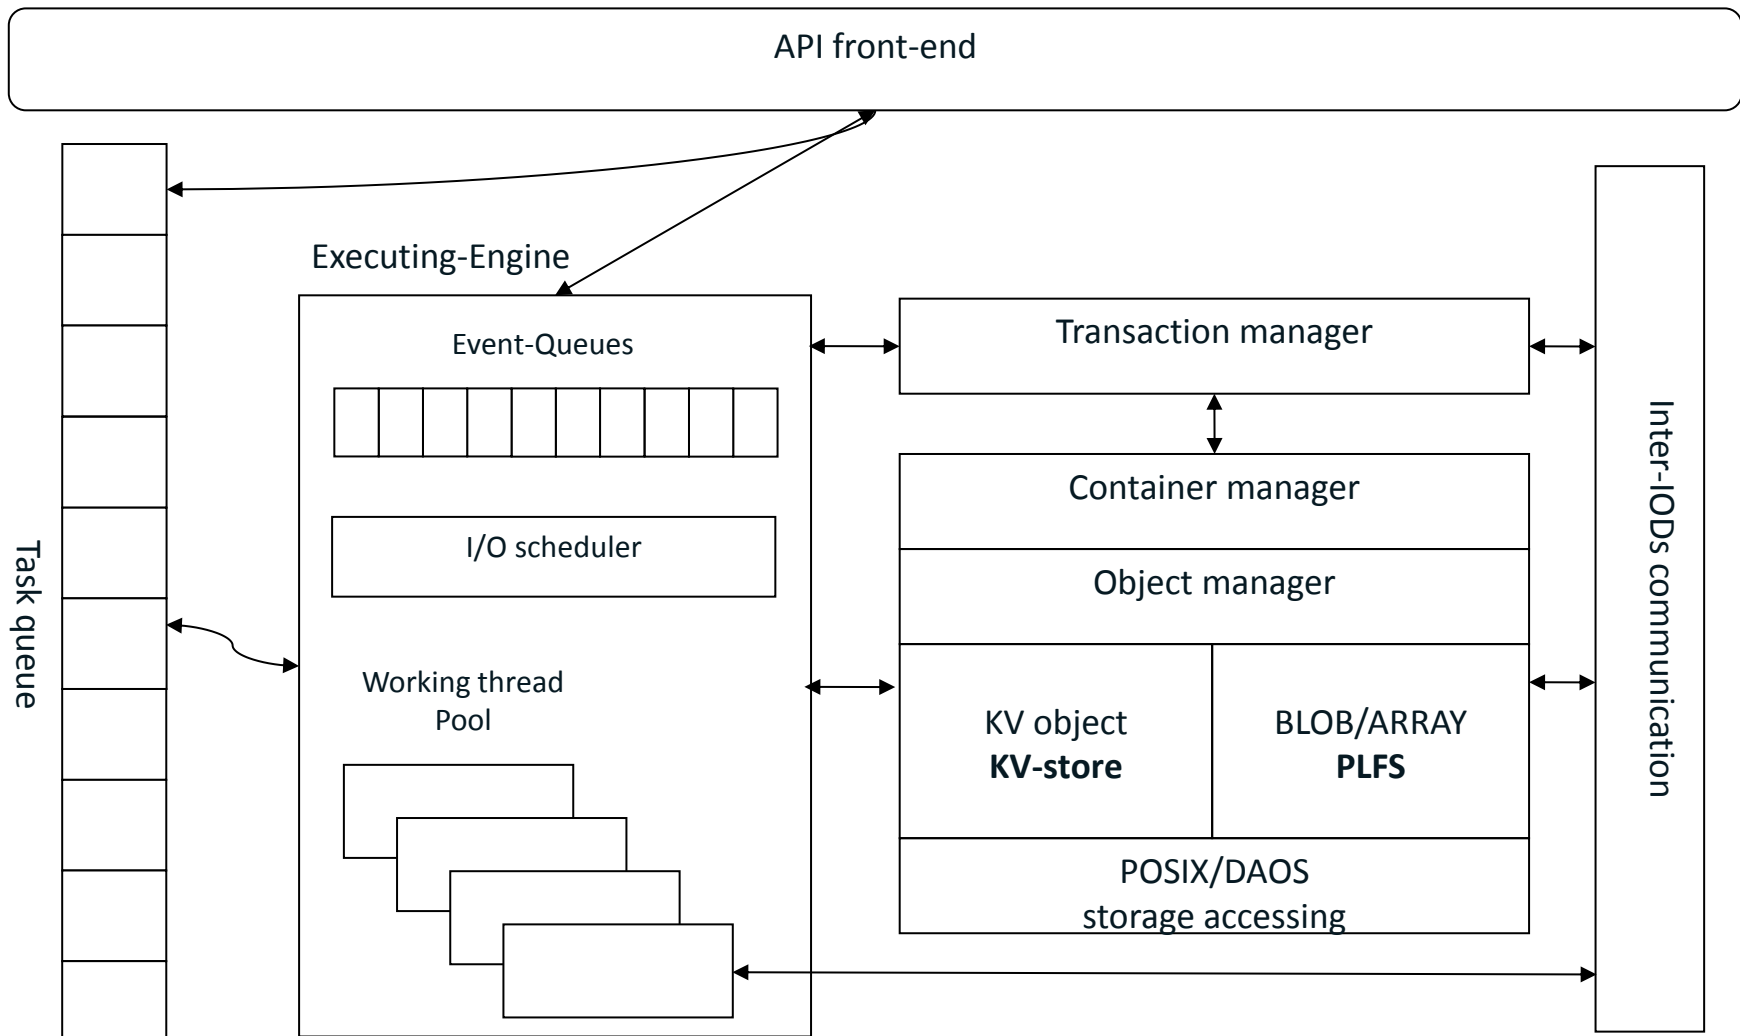 API front-end
Executing-Engine
Event-Queues
Transaction manager
Container manager
I/O scheduler
Object manager
Task queue
Working thread
Pool
KV object
KV-store
BLOB/ARRAY
PLFS
POSIX/DAOS
storage accessing
Inter-IODs communication